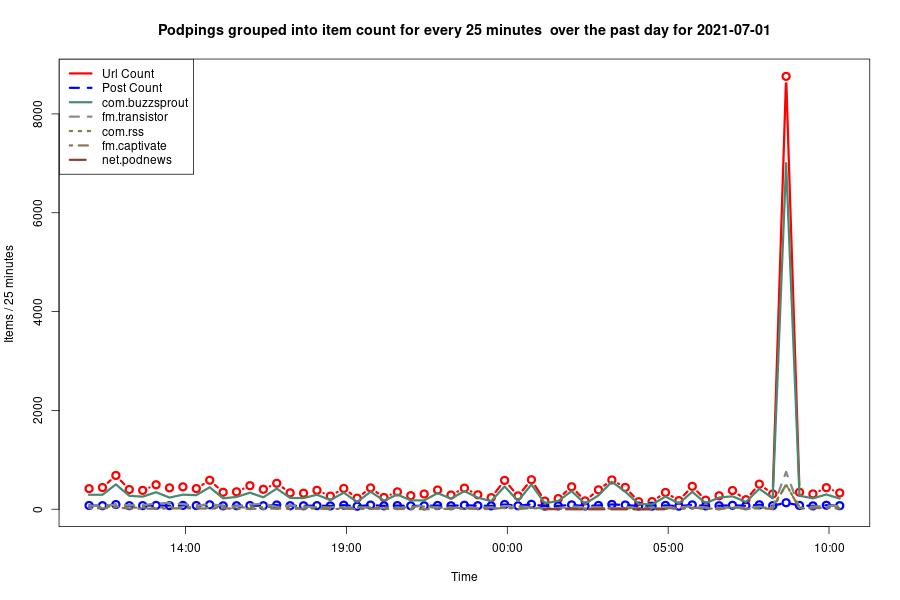 Podpings grouped into item count for every 25 minutes  over the past day for 2021-07-01
Url Count
Post Count
com.buzzsprout
fm.transistor
com.rss
fm.captivate
net.podnews
8000
6000
4000
2000
0
Items / 25 minutes
14:00 19:00 00:00 05:00 10:00
Time